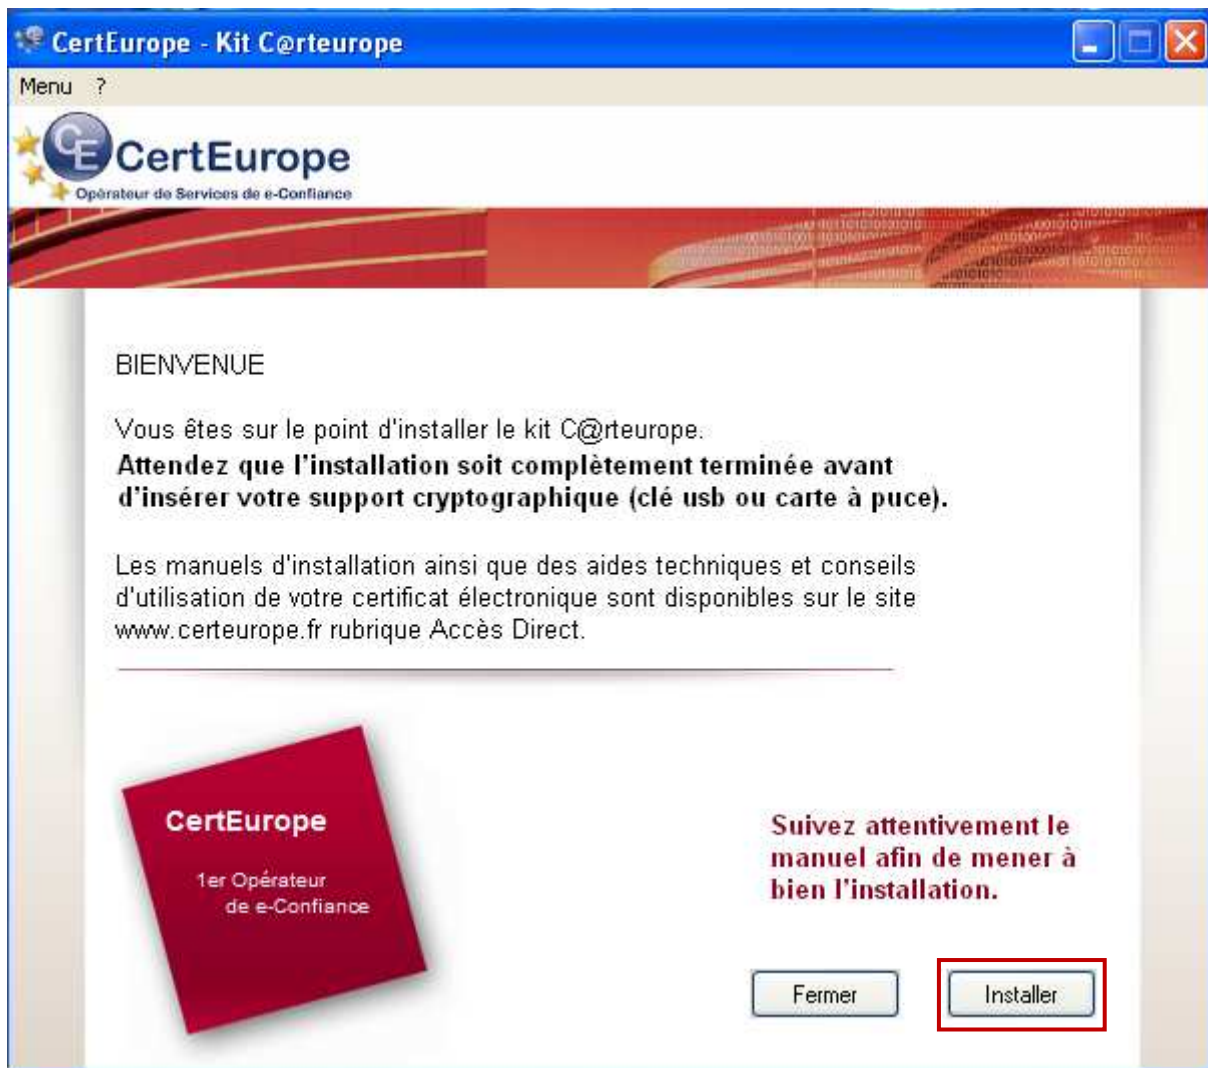 CertEurope - Kit C@rteurope
Menu ?
CE
CertEurope
Opérateur de Services de e-Confiance
BIENVENUE
Vous êtes sur le point d'installer le kit C@rteurope.
Attendez que l'installation soit complètement terminée avant
d'insérer votre support cryptographique (clé usb ou carte à puce).
Les manuels d'installation ainsi que des aides techniques et conseils
d'utilisation de votre certificat électronique sont disponibles sur le site
www.certeurope.fr rubrique Accès Direct.
CertEurope
1er Opérateur
de e-Confiance
Suivez attentivement le
manuel afin de mener à
bien l'installation.
Fermer
Installer